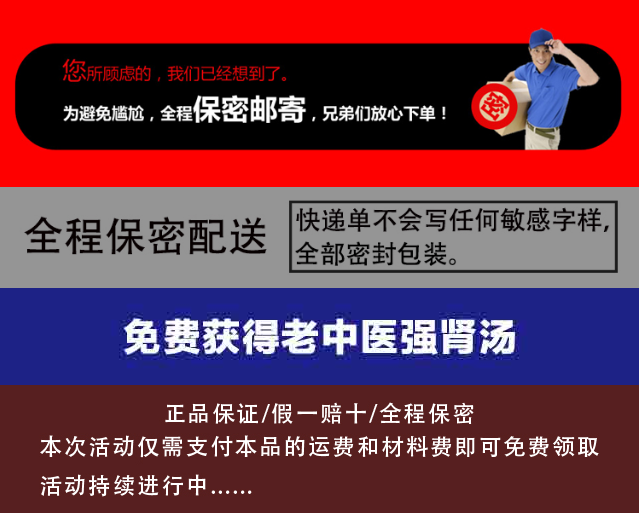 您所顾虑的，我们已经想到了。
为避免尴尬，全程保密邮寄，兄弟们放心下单！
全程保密配送
快递单不会写任何敏感字样,
全部密封包装。
免费获得老中医强肾汤
正品保证/假一赔十/全程保密
本次活动仅需支付本品的运费和材料费即可免费领取
活动持续进行中......